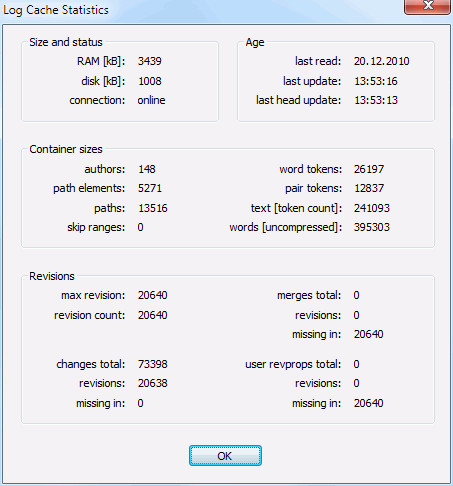 Log Cache Statistics
Size and status
RAM [kB]: 3439
disk [kB]: 1008
connection: online
Age
last read: 20.12.2010
last update: 13:53:16
last head update: 13:53:13
Container sizes
authors: 148
path elements: 5271
paths: 13516
skip ranges: 0
word tokens: 26197
pair tokens: 12837
text [token count]: 241093
words [uncompressed]: 395303
Revisions
max revision: 20640
revision count: 20640
merges total: 0
revisions: 0
missing in: 20640
changes total: 73398
revisions: 20638
missing in: 0
user revprops total: 0
revisions: 0
missing in: 20640
OK